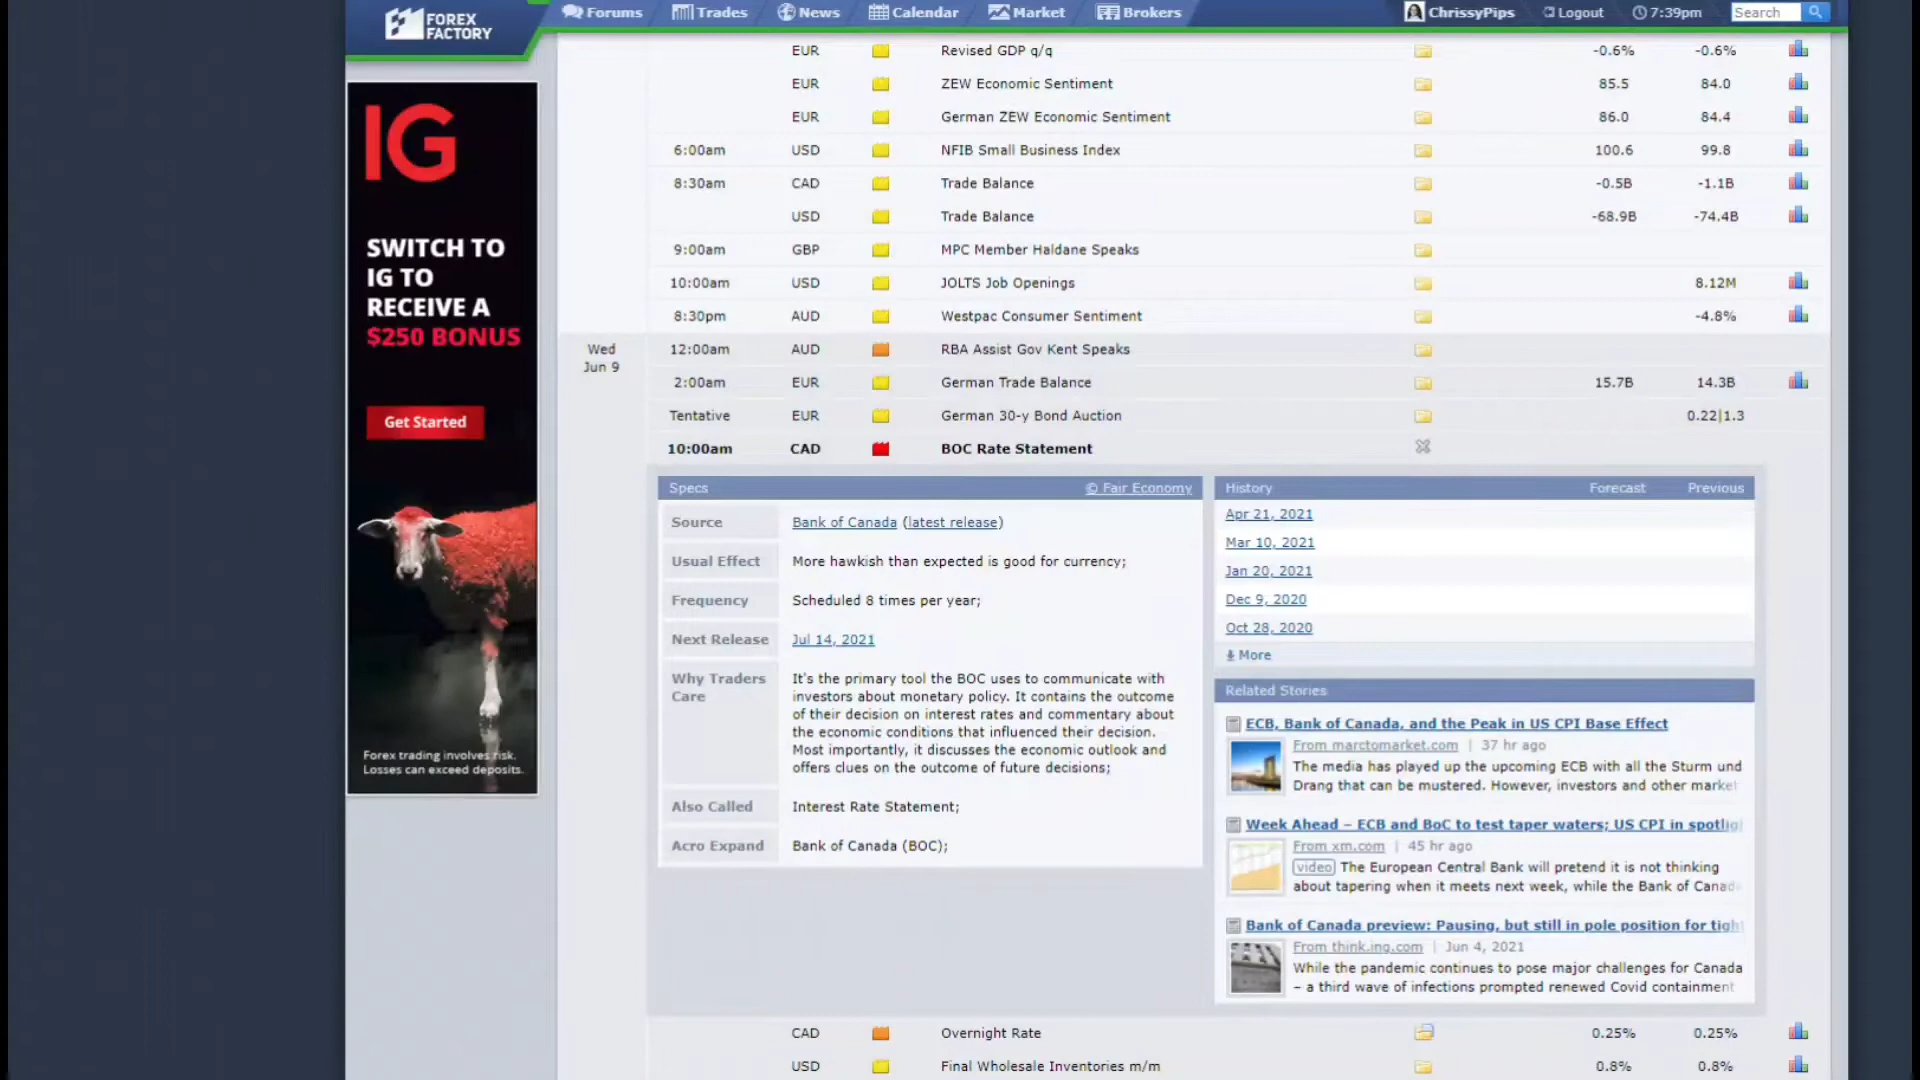 FOREX
FACTORY
Forums
Trades
News
Calendar
Market
Brokers
ChrissyPips
Logout
7:39pm
Search
IG
SWITCH TO
IG TO
RECEIVE A
$250 BONUS
Get Started
Forex trading involves risk.
Losses can exceed deposits.
EUR Revised GDP q/q -0.6% -0.6%
EUR ZEW Economic Sentiment 85.5 84.0
EUR German ZEW Economic Sentiment 86.0 84.4
6:00am USD NFIB Small Business Index 100.6 99.8
8:30am CAD Trade Balance -0.5B -1.1B
USD Trade Balance -68.9B -74.4B
9:00am GBP MPC Member Haldane Speaks
10:00am USD JOLTS Job Openings 8.12M
8:30pm AUD Westpac Consumer Sentiment -4.8%
Wed
Jun 9
12:00am AUD RBA Assist Gov Kent Speaks
2:00am EUR German Trade Balance 15.7B 14.3B
Tentative EUR German 30-y Bond Auction 0.22|1.3
10:00am CAD BOC Rate Statement
Specs © Fair Economy
Source Bank of Canada (latest release)
Usual Effect More hawkish than expected is good for currency;
Frequency Scheduled 8 times per year;
Next Release Jul 14, 2021
Why Traders
Care
It's the primary tool the BOC uses to communicate with
investors about monetary policy. It contains the outcome
of their decision on interest rates and commentary about
the economic conditions that influenced their decision.
Most importantly, it discusses the economic outlook and
offers clues on the outcome of future decisions;
Also Called Interest Rate Statement;
Acro Expand Bank of Canada (BOC);
History Forecast Previous
Apr 21, 2021
Mar 10, 2021
Jan 20, 2021
Dec 9, 2020
Oct 28, 2020
More
Related Stories
ECB, Bank of Canada, and the Peak in US CPI Base Effect
From marctomarket.com | 37 hr ago
The media has played up the upcoming ECB with all the Sturm und
Drang that can be mustered. However, investors and other market
Week Ahead – ECB and BoC to test taper waters; US CPI in spotlig
From xm.com | 45 hr ago
video The European Central Bank will pretend it is not thinking
about tapering when it meets next week, while the Bank of Canad
Bank of Canada preview: Pausing, but still in pole position for tigh
From think.ing.com | Jun 4, 2021
While the pandemic continues to pose major challenges for Canada
– a third wave of infections prompted renewed Covid containment
CAD Overnight Rate 0.25% 0.25%
USD Final Wholesale Inventories m/m 0.8% 0.8%